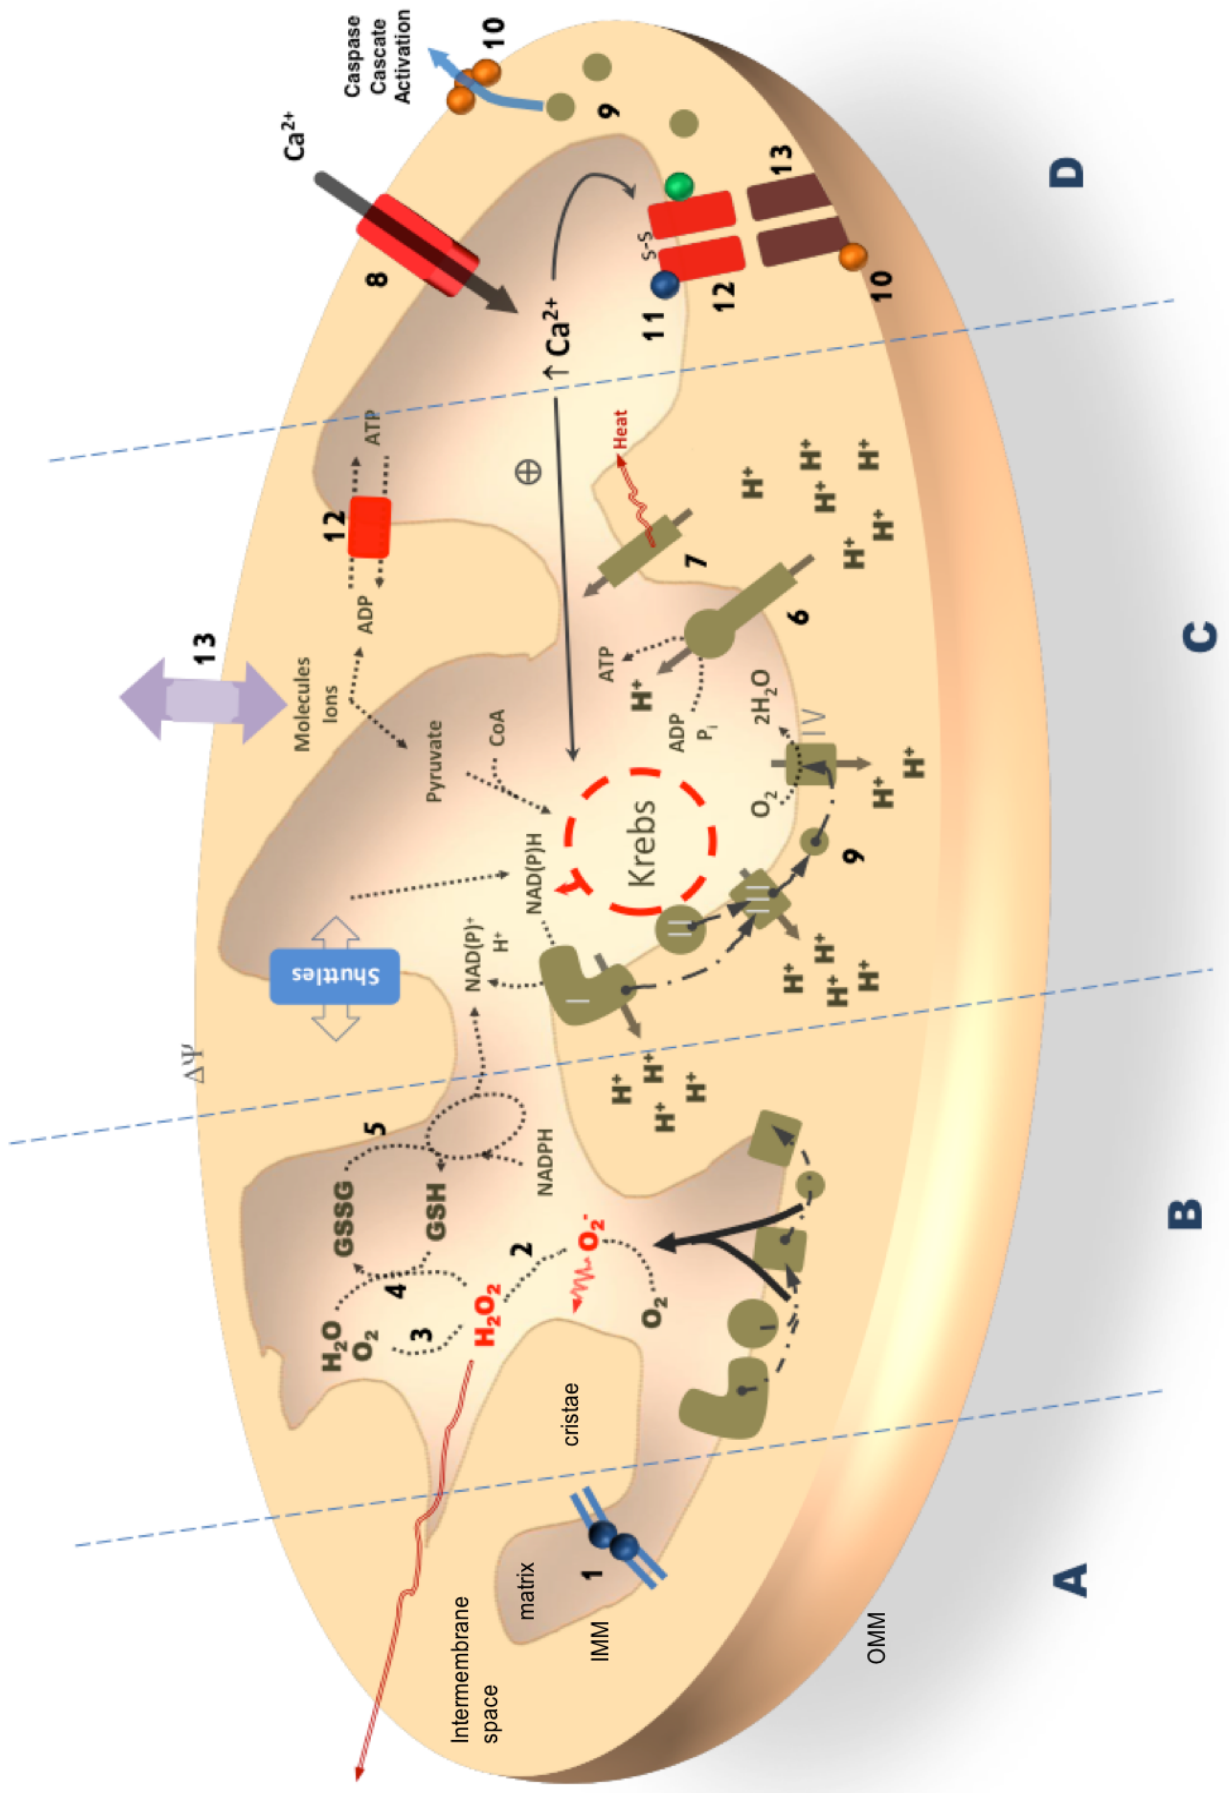 A
B
C
D
Intermembrane
space
matrix
IMM
OMM
1
cristae
H₂O
O₂
3
4
GSSG
GSH
5
H₂O₂
2
O₂·
O₂
NADPH
ΔΨ
Shuttles
NAD(P)⁺
H⁺
NAD(P)H
I
II
III
IV
Krebs
Pyruvate
CoA
Molecules
Ions
13
ADP
12
ATP
H⁺
H⁺
H⁺
H⁺
H⁺
H⁺
H⁺
H⁺
9
H⁺
H⁺
O₂
2H₂O
ADP
Pᵢ
H⁺
ATP
6
7
Heat
H⁺
H⁺
H⁺
H⁺
H⁺
H⁺
⊕
↑ Ca²⁺
8
Ca²⁺
Caspase
Cascate
Activation
10
9
11
S-S
12
13
10